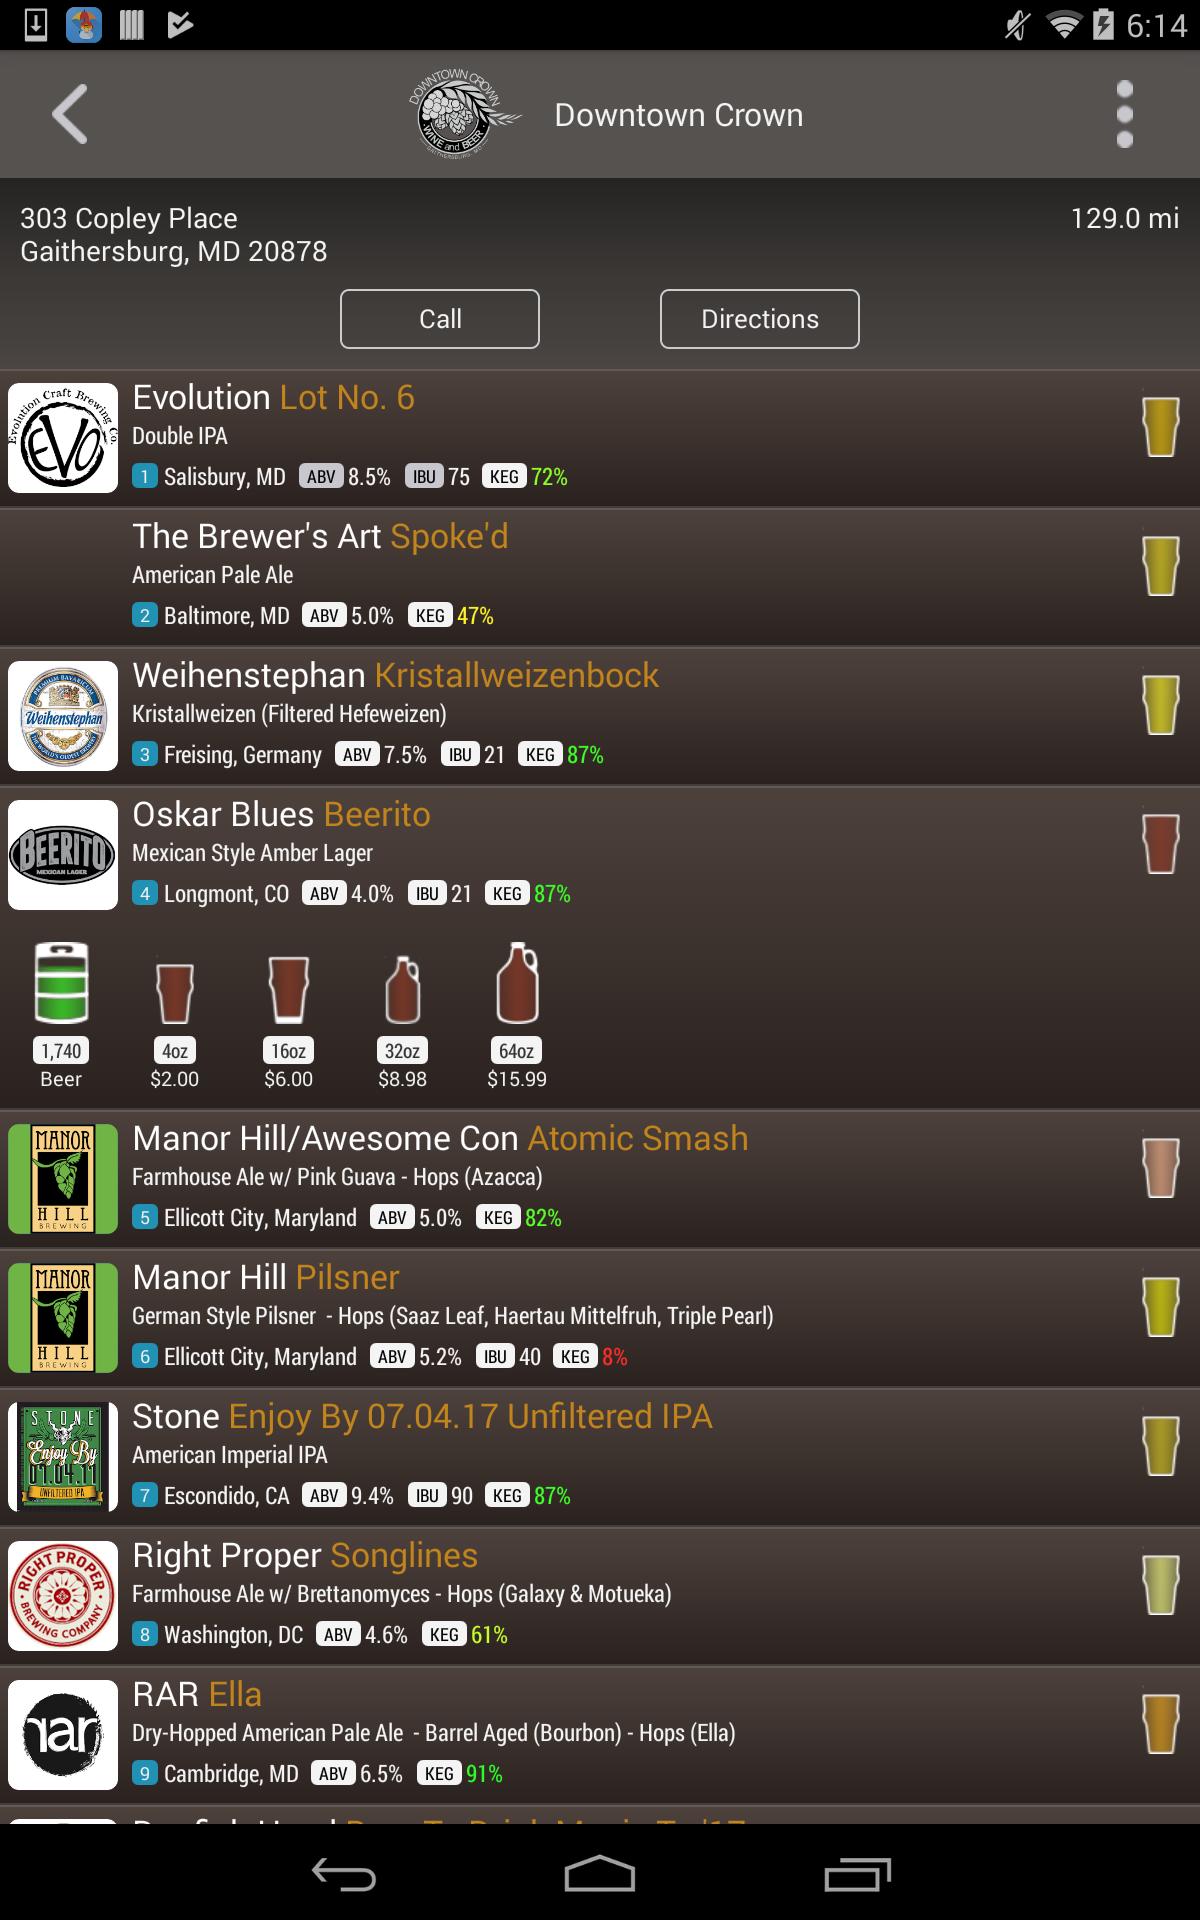 6:14
DOWNTOWN CROWN
WINE and BEER
GAITHERSBURG, MD
Downtown Crown
303 Copley Place
129.0 mi
Gaithersburg, MD 20878
Call
Directions
Evolution Craft Brewing Co.
EVO
Evolution Lot No. 6
Double IPA
1 Salisbury, MD ABV 8.5% IBU 75 KEG 72%
The Brewer's Art Spoke'd
American Pale Ale
2 Baltimore, MD ABV 5.0% KEG 47%
PREMIUM BAVARICUM
Weihenstephan
THE WORLD'S OLDEST BREWERY
Weihenstephan Kristallweizenbock
Kristallweizen (Filtered Hefeweizen)
3 Freising, Germany ABV 7.5% IBU 21 KEG 87%
BEERITO
MEXICAN LAGER
Oskar Blues Beerito
Mexican Style Amber Lager
4 Longmont, CO ABV 4.0% IBU 21 KEG 87%
1,740 4oz 16oz 32oz 64oz
Beer $2.00 $6.00 $8.98 $15.99
MANOR
HILL
BREWING
Manor Hill/Awesome Con Atomic Smash
Farmhouse Ale w/ Pink Guava - Hops (Azacca)
5 Ellicott City, Maryland ABV 5.0% KEG 82%
MANOR
HILL
BREWING
Manor Hill Pilsner
German Style Pilsner  - Hops (Saaz Leaf, Haertau Mittelfruh, Triple Pearl)
6 Ellicott City, Maryland ABV 5.2% IBU 40 KEG 8%
STONE
Enjoy By
07.04.17
UNFILTERED IPA
Stone Enjoy By 07.04.17 Unfiltered IPA
American Imperial IPA
7 Escondido, CA ABV 9.4% IBU 90 KEG 87%
RIGHT PROPER
BREWING COMPANY
Right Proper Songlines
Farmhouse Ale w/ Brettanomyces - Hops (Galaxy & Motueka)
8 Washington, DC ABV 4.6% KEG 61%
rar
RAR Ella
Dry-Hopped American Pale Ale  - Barrel Aged (Bourbon) - Hops (Ella)
9 Cambridge, MD ABV 6.5% KEG 91%